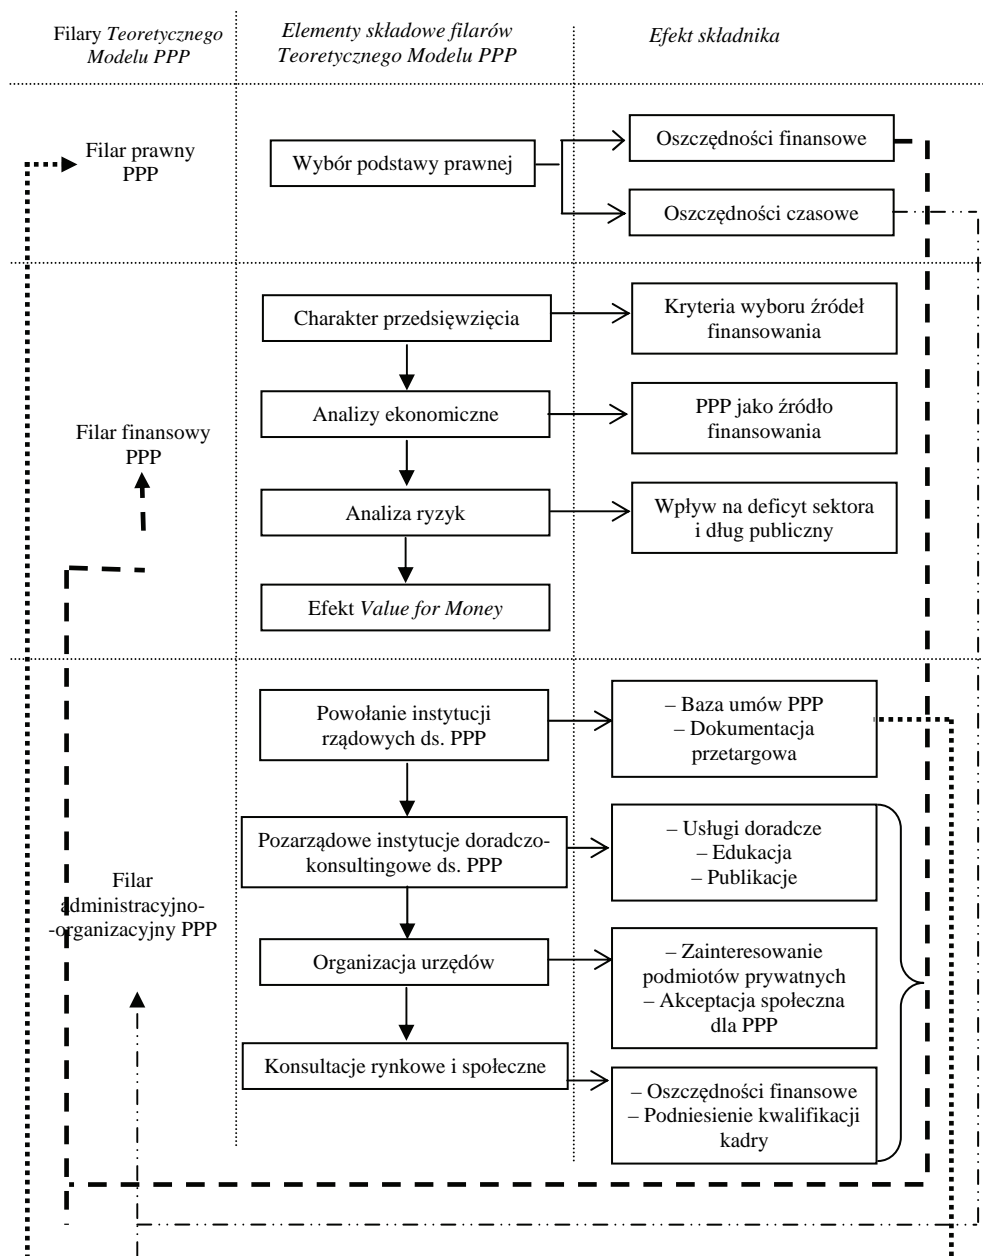 Filary Teoretycznego
Modelu PPP
Elementy składowe filarów
Teoretycznego Modelu PPP
Efekt składnika
Filar prawny
PPP
Wybór podstawy prawnej
Oszczędności finansowe
Oszczędności czasowe
Filar finansowy
PPP
Charakter przedsięwzięcia
Kryteria wyboru źródeł
finansowania
Analizy ekonomiczne
PPP jako źródło
finansowania
Analiza ryzyk
Wpływ na deficyt sektora
i dług publiczny
Efekt Value for Money
Filar
administracyjno-
-organizacyjny PPP
Powołanie instytucji
rządowych ds. PPP
– Baza umów PPP
– Dokumentacja
przetargowa
Pozarządowe instytucje doradczo-
konsultingowe ds. PPP
– Usługi doradcze
– Edukacja
– Publikacje
Organizacja urzędów
– Zainteresowanie
podmiotów prywatnych
– Akceptacja społeczna
dla PPP
Konsultacje rynkowe i społeczne
– Oszczędności finansowe
– Podniesienie kwalifikacji
kadry